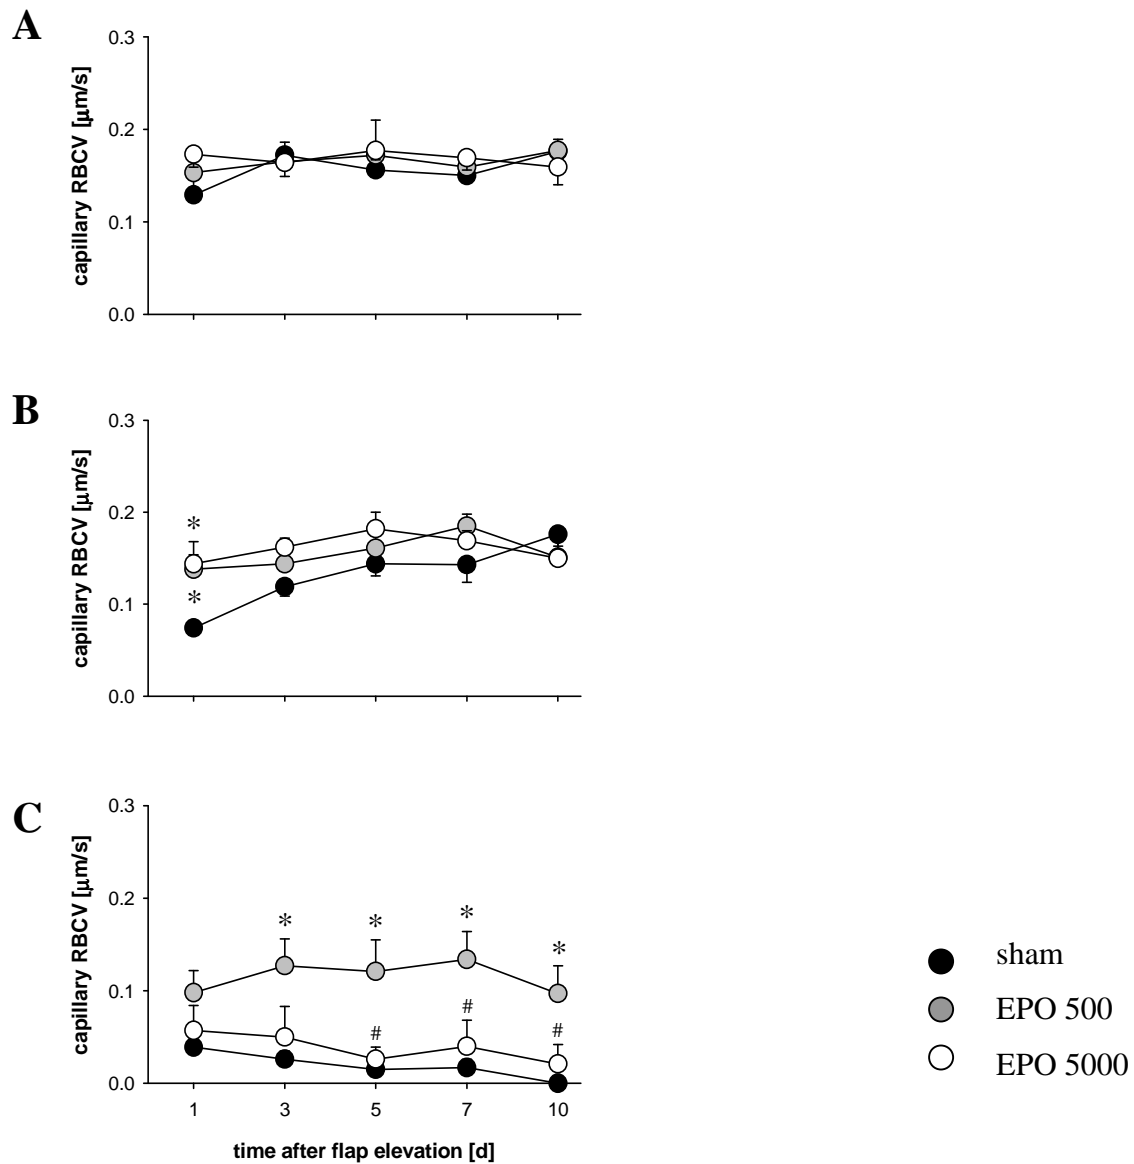 A
capillary RBCV [µm/s]
0.3
0.2
0.1
0.0
B
capillary RBCV [µm/s]
0.3
0.2
0.1
0.0
*
*
C
capillary RBCV [µm/s]
0.3
0.2
0.1
0.0
* * * *
# # #
1 3 5 7 10
time after flap elevation [d]
sham
EPO 500
EPO 5000